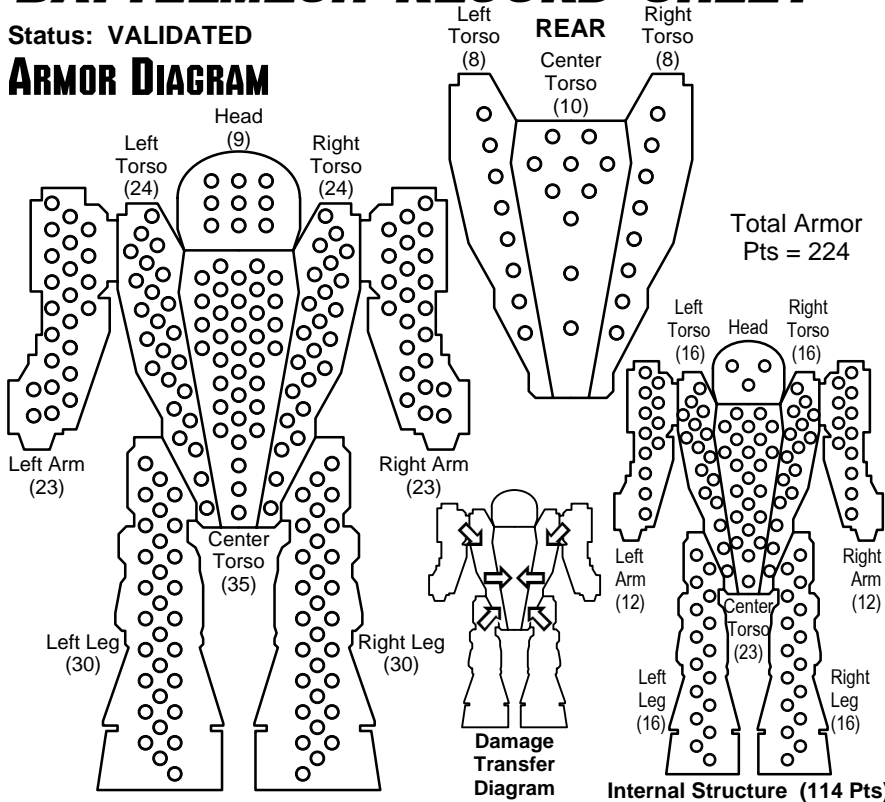 BATTLEMECH RECORD SHEET
Status: VALIDATED
ARMOR DIAGRAM
Head
(9)
Left
Torso
(24)
Right
Torso
(24)
Left Arm
(23)
Right Arm
(23)
Center
Torso
(35)
Left Leg
(30)
Right Leg
(30)
REAR
Left
Torso
(8)
Center
Torso
(10)
Right
Torso
(8)
Total Armor
Pts = 224
Left
Torso
(16)
Head
Right
Torso
(16)
Left
Arm
(12)
Right
Arm
(12)
Center
Torso
(23)
Left
Leg
(16)
Right
Leg
(16)
Damage
Transfer
Diagram
Internal Structure (114 Pts)